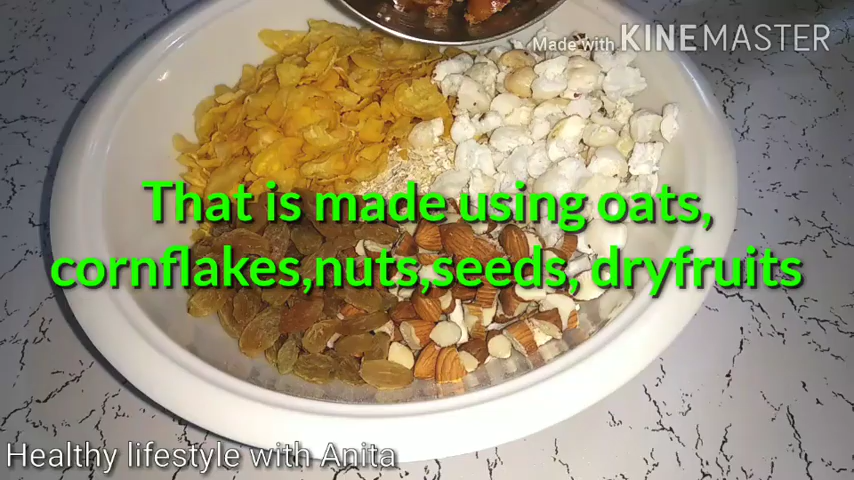 Made with KINEMASTER
That is made using oats,
cornflakes,nuts,seeds, dryfruits
Healthy lifestyle with Anita